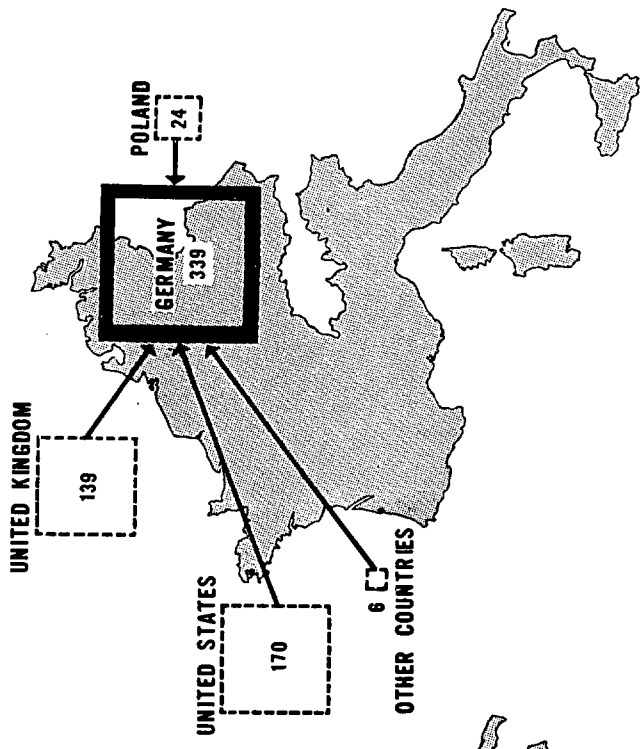 POLAND
24
GERMANY
339
UNITED KINGDOM
139
UNITED STATES
170
6
OTHER COUNTRIES